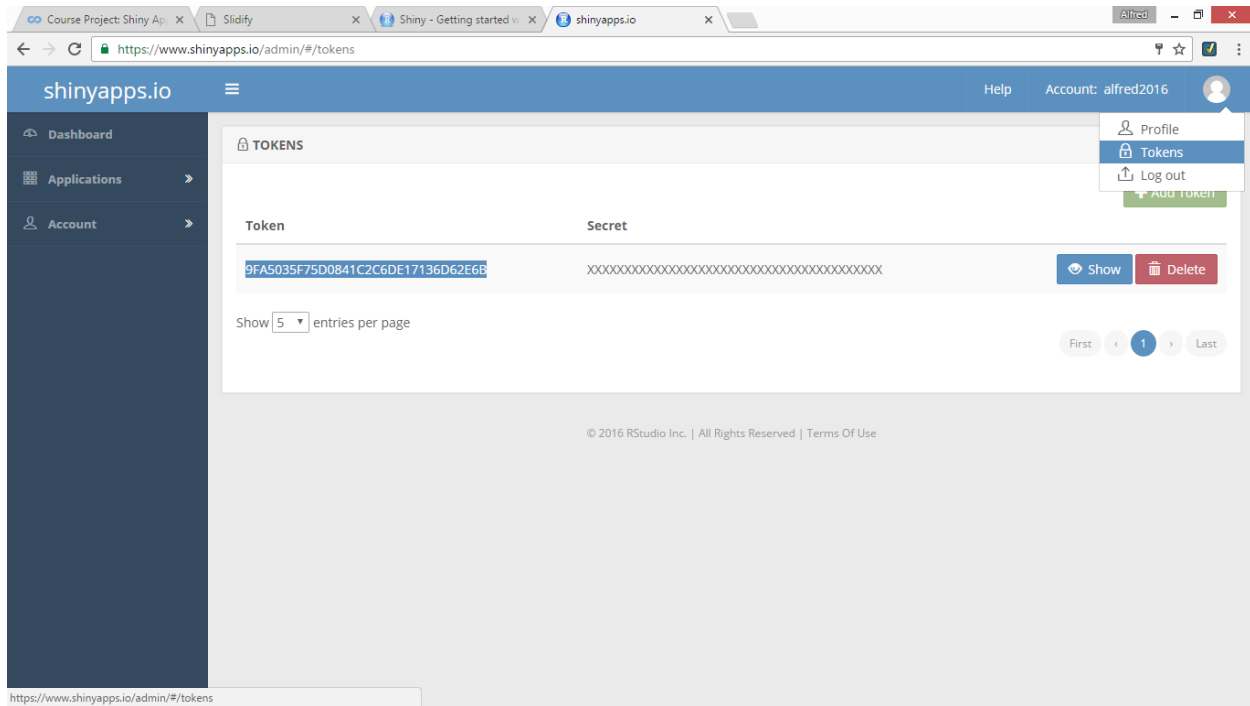 Course Project: Shiny Ap
Slidify
Shiny - Getting started w
shinyapps.io
Alfred
https://www.shinyapps.io/admin/#/tokens
shinyapps.io
Help
Account: alfred2016
Dashboard
Applications
Account
TOKENS
Profile
Tokens
Log out
Add Token
Token Secret
9FA5035F75D0841C2C6DE17136D62E6B XXXXXXXXXXXXXXXXXXXXXXXXXXXXXXXXXXXXXXXX Show Delete
Show 5 entries per page
First ‹ 1 › Last
© 2016 RStudio Inc. | All Rights Reserved | Terms Of Use
https://www.shinyapps.io/admin/#/tokens